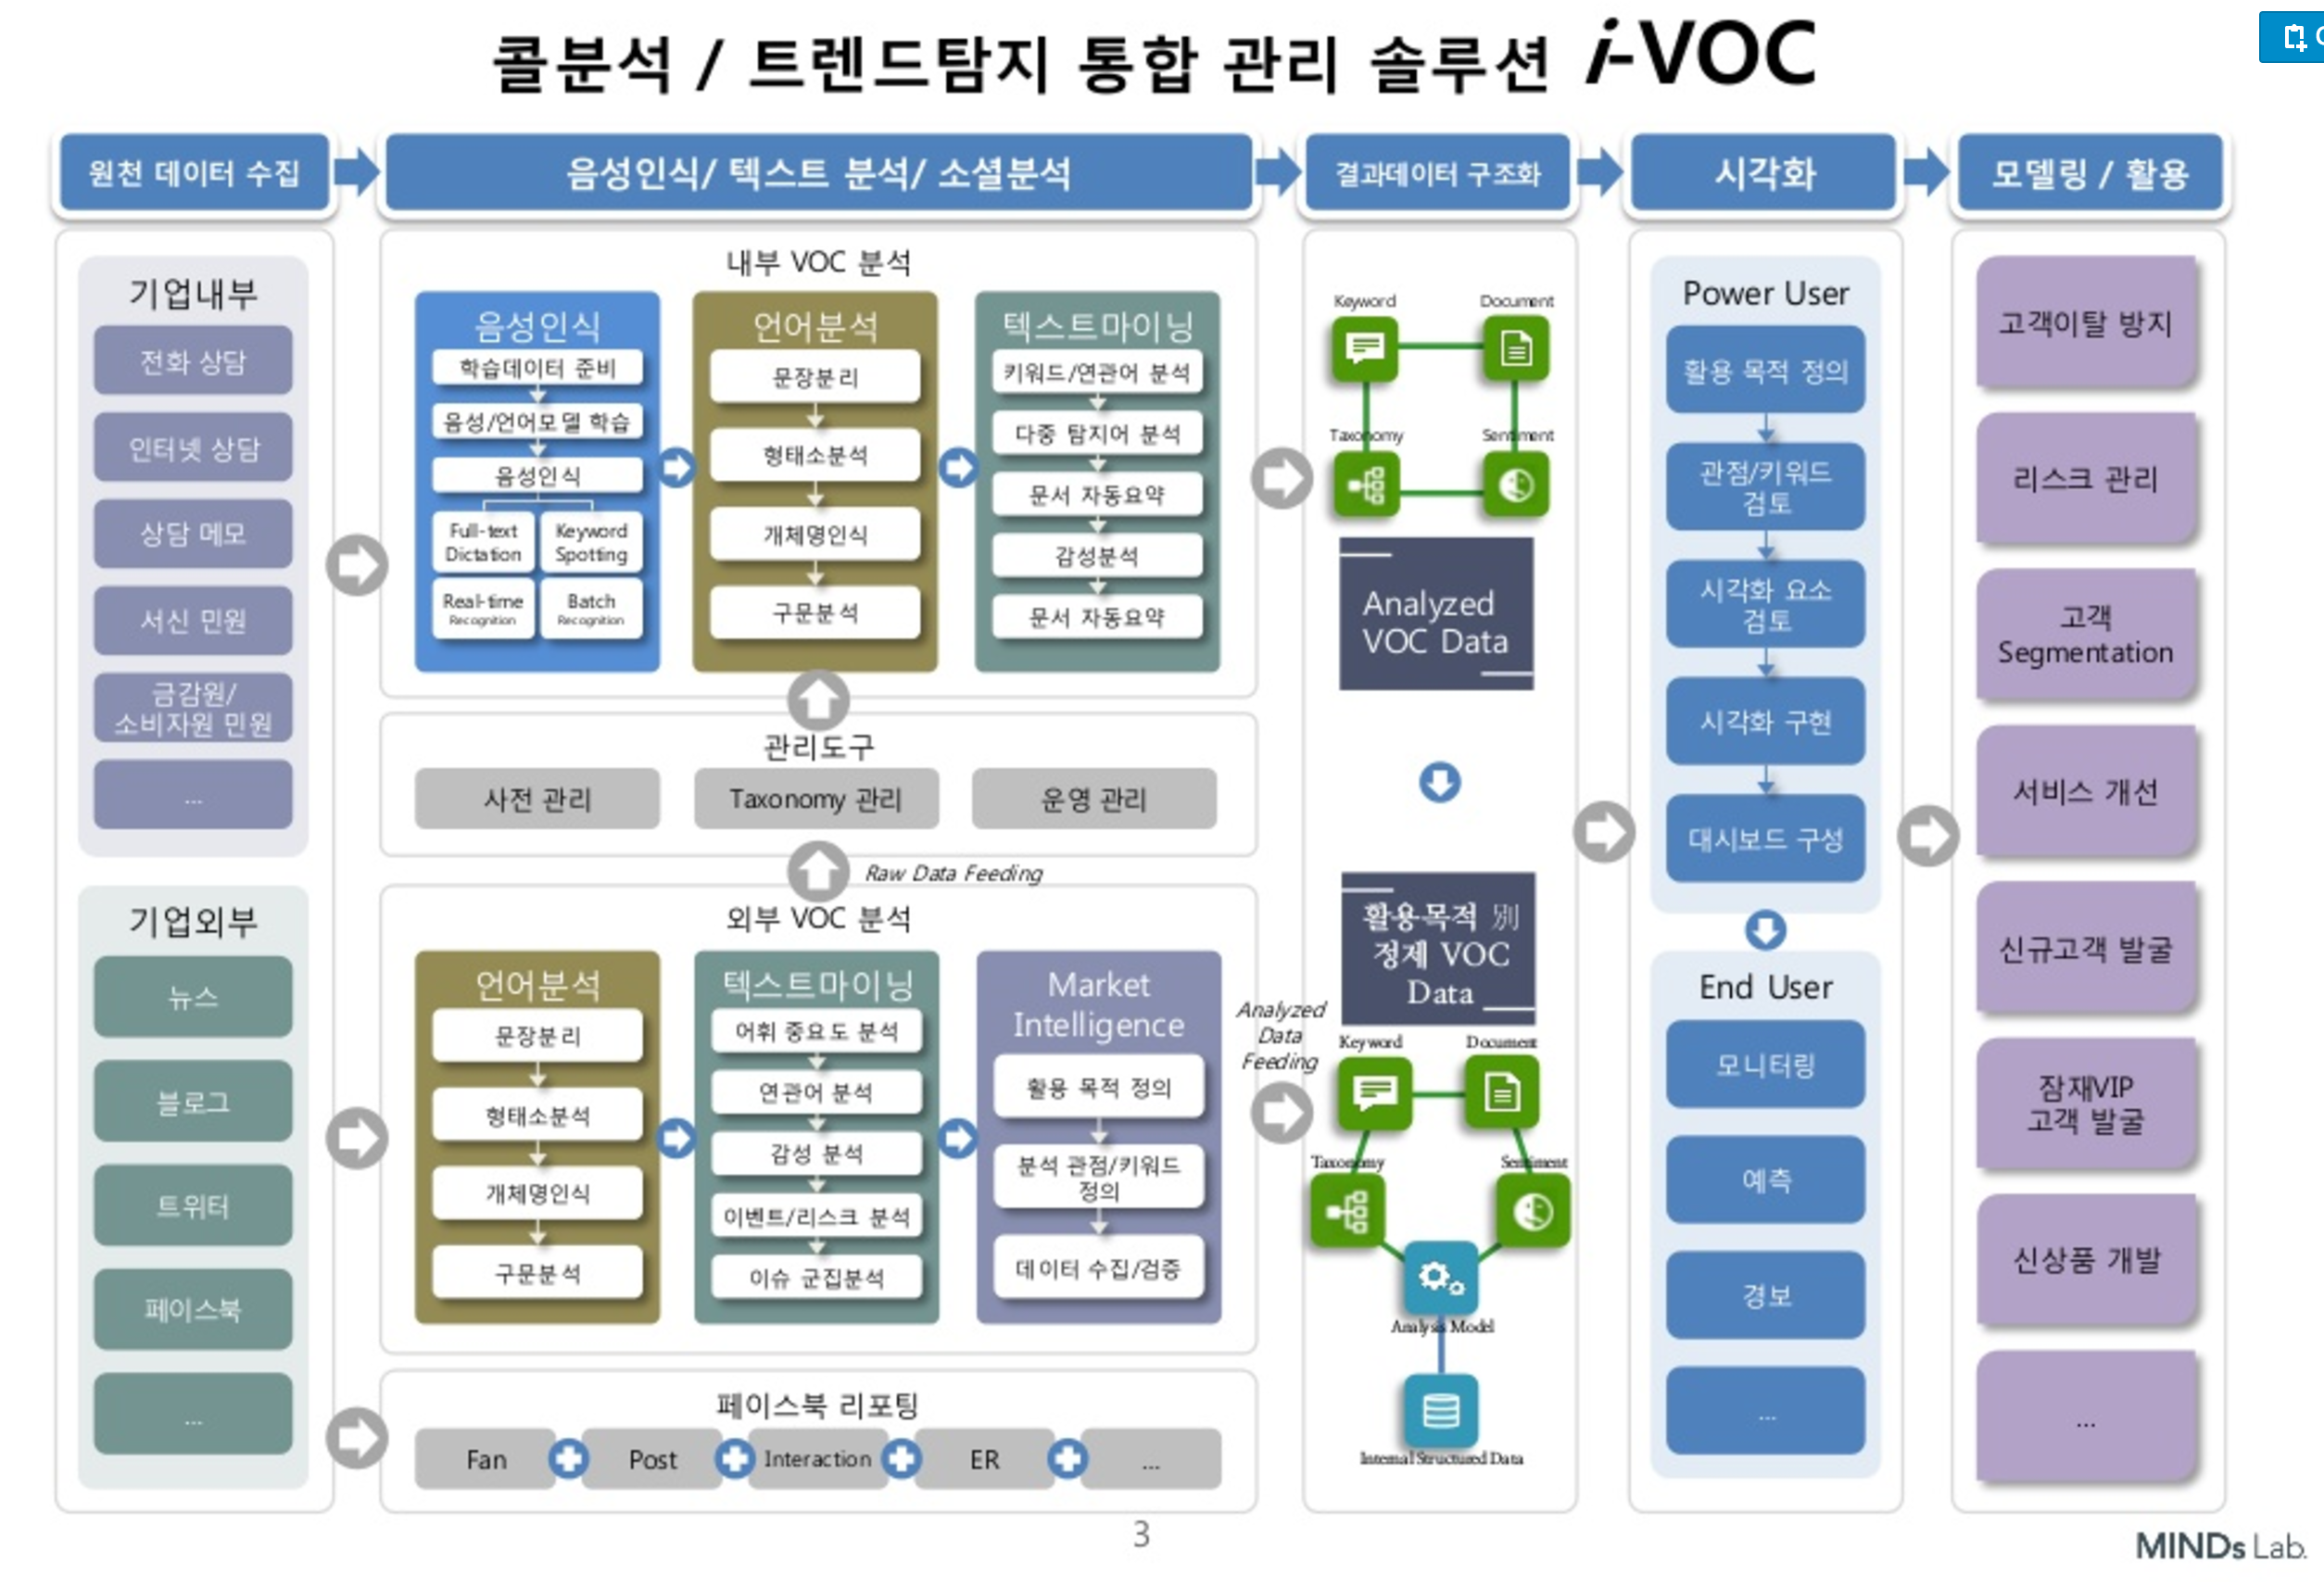 콜분석 / 트렌드탐지 통합 관리 솔루션 i-VOC
원천 데이터 수집
음성인식/ 텍스트 분석/ 소셜분석
결과데이터 구조화
시각화
모델링 / 활용
기업내부
전화 상담
인터넷 상담
상담 메모
서신 민원
금감원/
소비자원 민원
...
기업외부
뉴스
블로그
트위터
페이스북
...
내부 VOC 분석
음성인식
학습데이터 준비
음성/언어모델 학습
음성인식
Full-text
Dictation
Keyword
Spotting
Real-time
Recognition
Batch
Recognition
언어분석
문장분리
형태소분석
개체명인식
구문분석
텍스트마이닝
키워드/연관어 분석
다중 탐지어 분석
문서 자동요약
감성분석
문서 자동요약
관리도구
사전 관리
Taxonomy 관리
운영 관리
Raw Data Feeding
외부 VOC 분석
언어분석
문장분리
형태소분석
개체명인식
구문분석
텍스트마이닝
어휘 중요도 분석
연관어 분석
감성 분석
이벤트/리스크 분석
이슈 군집분석
Market
Intelligence
활용 목적 정의
분석 관점/키워드
정의
데이터 수집/검증
페이스북 리포팅
Fan
Post
Interaction
ER
...
Analyzed
Data
Feeding
Keyword
Document
Taxonomy
Sentiment
Analyzed
VOC Data
활용목적 別
정제 VOC
Data
Keyword
Document
Taxonomy
Sentiment
Analysis Model
Internal Structured Data
Power User
활용 목적 정의
관점/키워드
검토
시각화 요소
검토
시각화 구현
대시보드 구성
End User
모니터링
예측
경보
...
고객이탈 방지
리스크 관리
고객
Segmentation
서비스 개선
신규고객 발굴
잠재VIP
고객 발굴
신상품 개발
...
3
MINDs Lab.